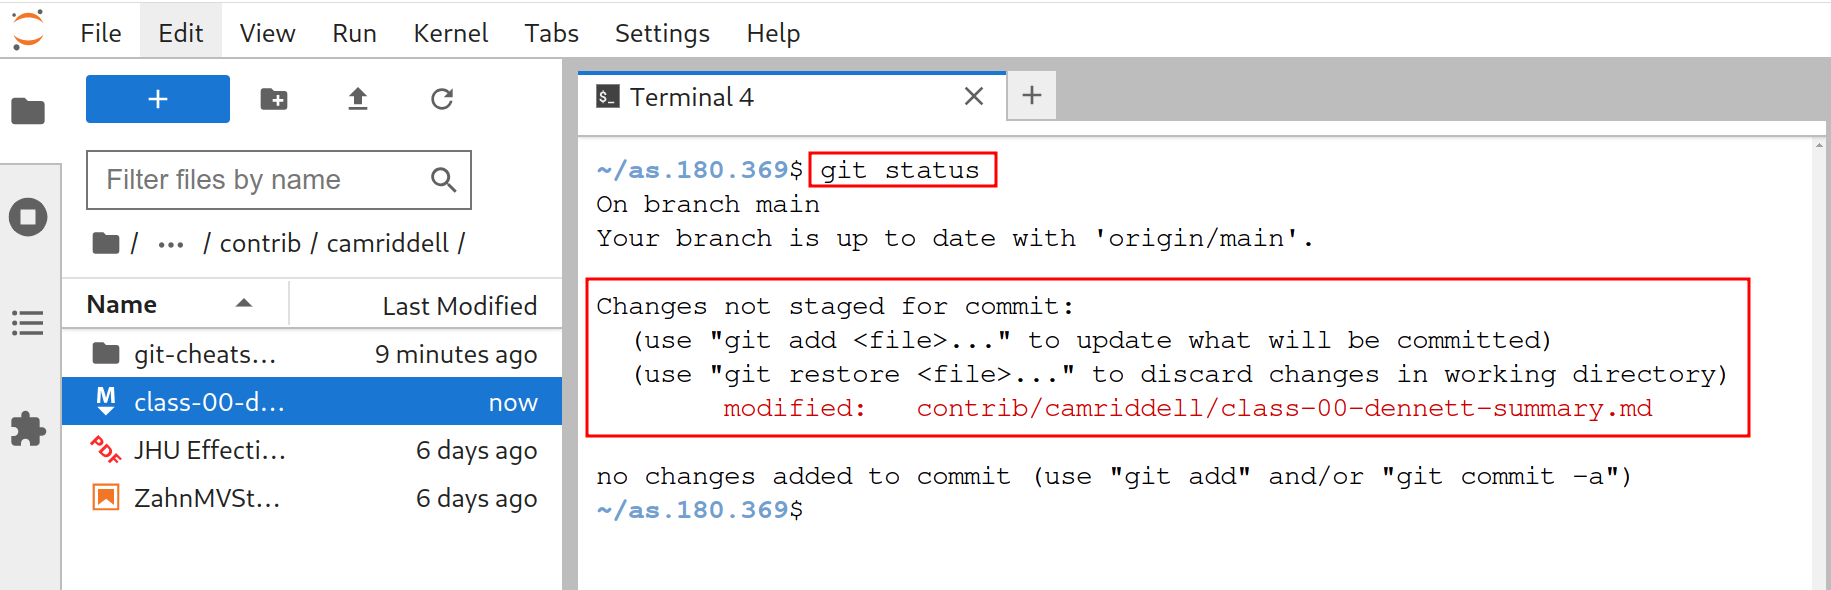 File Edit View Run Kernel Tabs Settings Help
+
Filter files by name
/ ... / contrib / camriddell /
Name Last Modified
git-cheats... 9 minutes ago
M class-00-d... now
PDF JHU Effecti... 6 days ago
ZahnMVSt... 6 days ago
$_ Terminal 4 +
~/as.180.369$ git status
On branch main
Your branch is up to date with 'origin/main'.
Changes not staged for commit:
(use "git add <file>..." to update what will be committed)
(use "git restore <file>..." to discard changes in working directory)
modified: contrib/camriddell/class-00-dennett-summary.md
no changes added to commit (use "git add" and/or "git commit -a")
~/as.180.369$